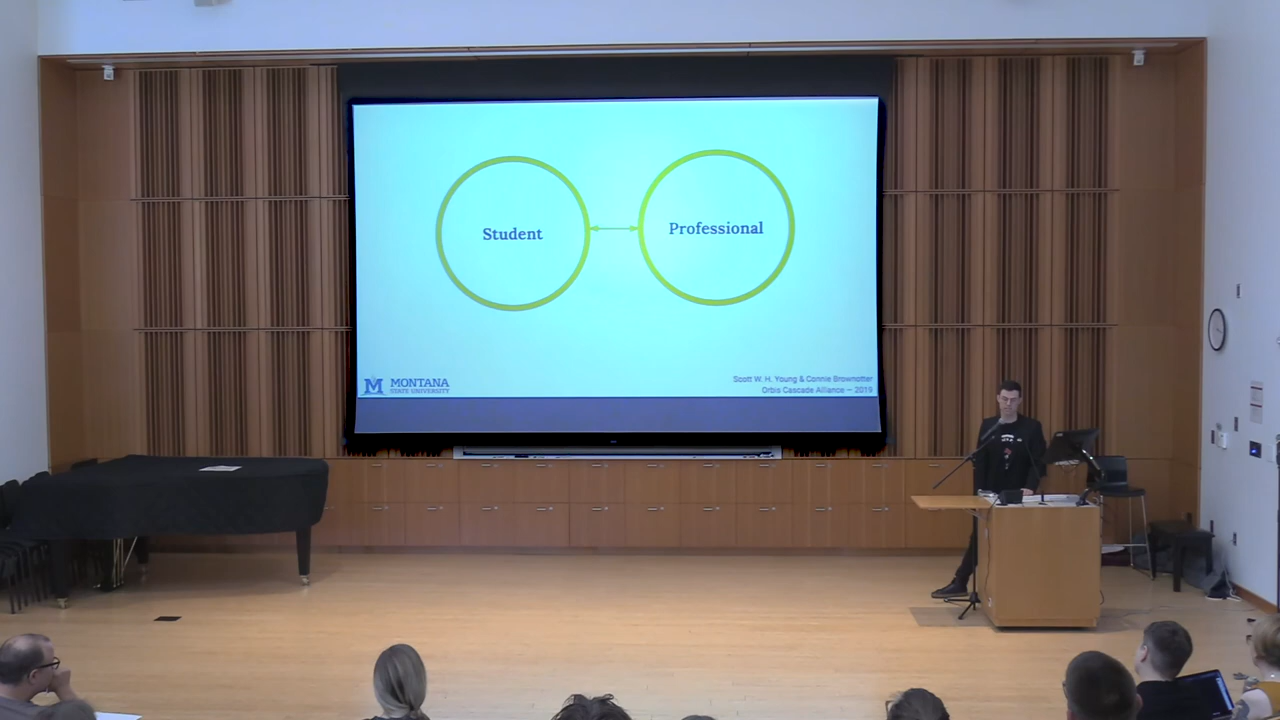 Student
Professional
MONTANA
STATE UNIVERSITY
Scott W. H. Young & Connie Brownotter
Orbis Cascade Alliance – 2019